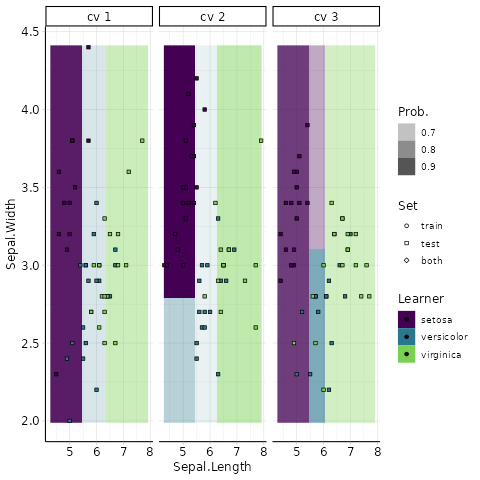 cv 1 cv 2 cv 3
4.5
4.0
3.5
3.0
2.5
2.0
Sepal.Width
5 6 7 8 5 6 7 8 5 6 7 8
Sepal.Length
Prob.
0.7
0.8
0.9
Set
train
test
both
Learner
setosa
versicolor
virginica